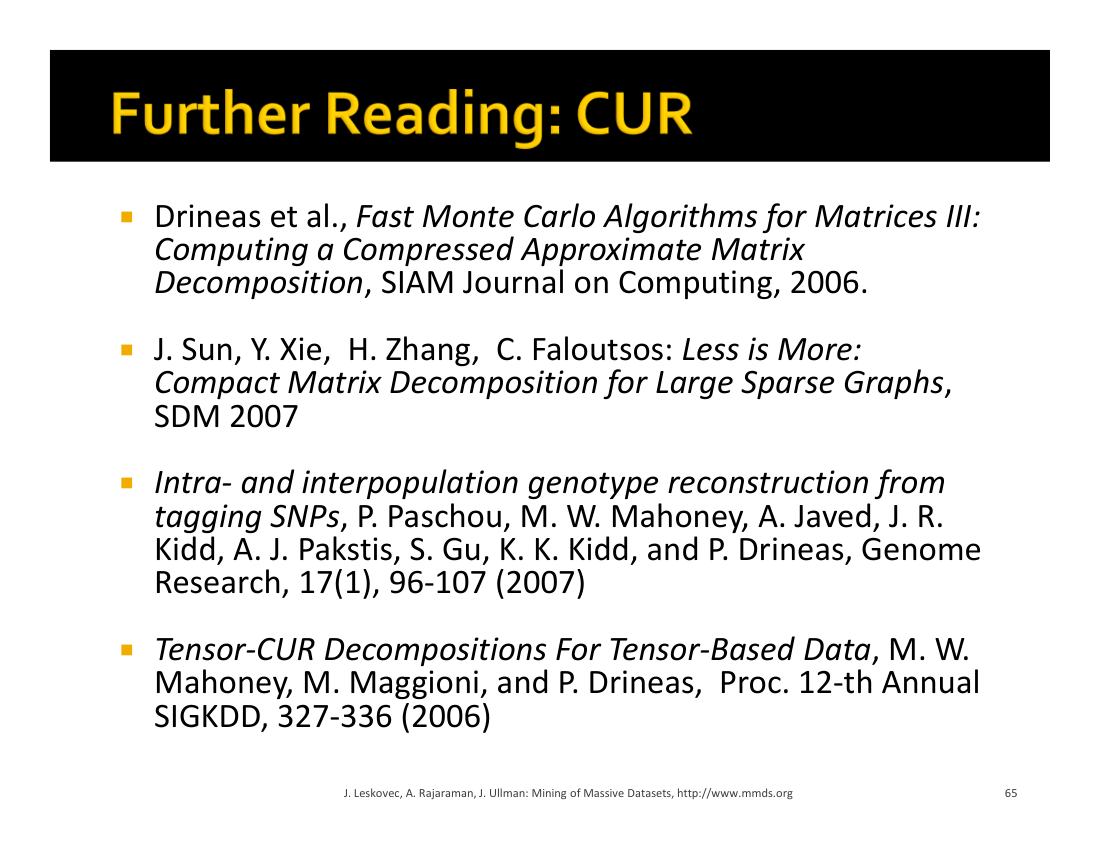 Further Reading: CUR
Drineas et al., Fast Monte Carlo Algorithms for Matrices III:
Computing a Compressed Approximate Matrix
Decomposition, SIAM Journal on Computing, 2006.
J. Sun, Y. Xie,  H. Zhang,  C. Faloutsos: Less is More:
Compact Matrix Decomposition for Large Sparse Graphs,
SDM 2007
Intra- and interpopulation genotype reconstruction from
tagging SNPs, P. Paschou, M. W. Mahoney, A. Javed, J. R.
Kidd, A. J. Pakstis, S. Gu, K. K. Kidd, and P. Drineas, Genome
Research, 17(1), 96-107 (2007)
Tensor-CUR Decompositions For Tensor-Based Data, M. W.
Mahoney, M. Maggioni, and P. Drineas,  Proc. 12-th Annual
SIGKDD, 327-336 (2006)
J. Leskovec, A. Rajaraman, J. Ullman: Mining of Massive Datasets, http://www.mmds.org
65